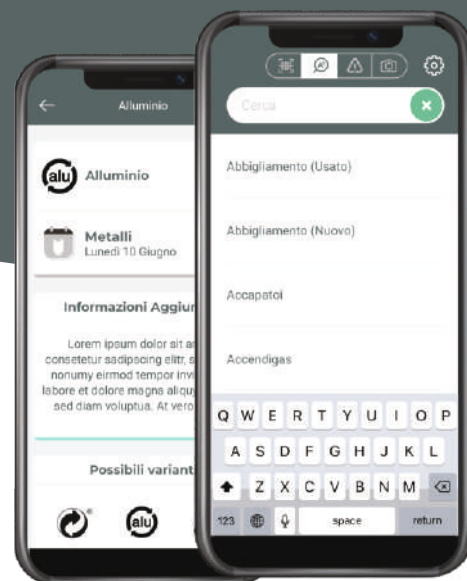 Alluminio
alu
Alluminio
Metalli
Lunedì 10 Giugno
Informazioni Aggiun
Lorem ipsum dolor sit a
consetetur sadipscing elitr, s
nonumy eirmod tempor invi
labore et dolore magna aliquy
sed diam voluptua. At vero
Possibili variant
alu
Cerca
Abbigliamento (Usato)
Abbigliamento (Nuovo)
Accapatoi
Accendigas
Q W E R T Y U I O P
A S D F G H J K L
Z X C V B N M
123 space return